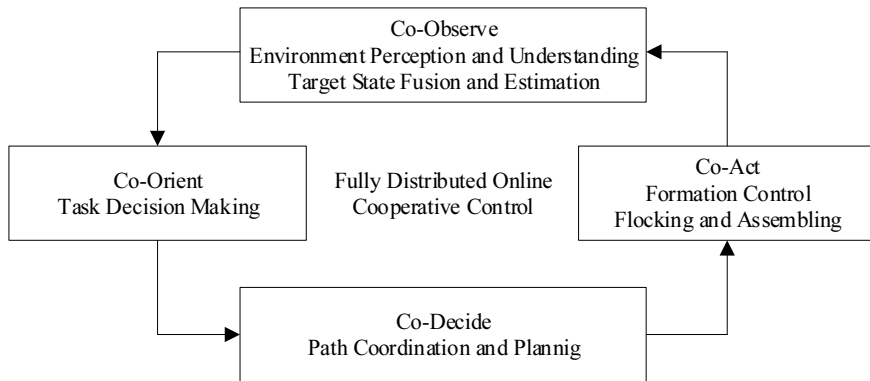 Co-Observe
Environment Perception and Understanding
Target State Fusion and Estimation
Co-Orient
Task Decision Making
Fully Distributed Online
Cooperative Control
Co-Act
Formation Control
Flocking and Assembling
Co-Decide
Path Coordination and Plannig